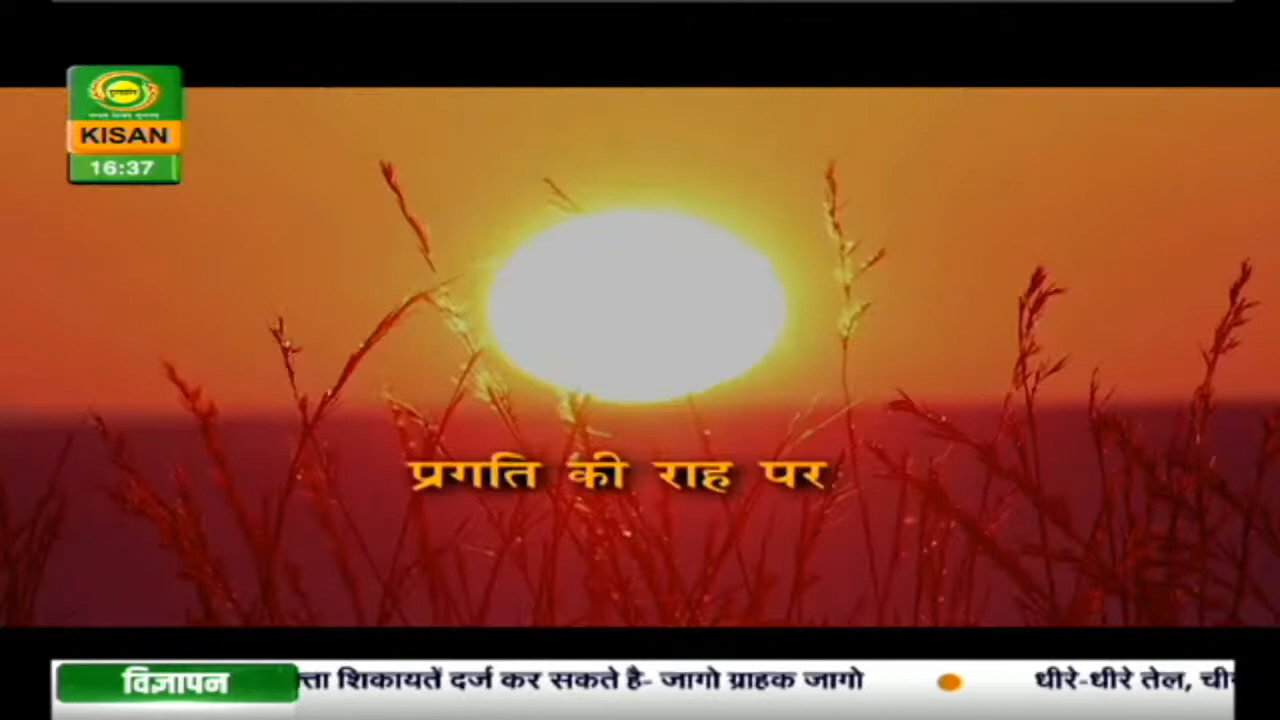 KISAN
16:37
प्रगति की राह पर
विज्ञापन
शिकायतें दर्ज कर सकते है- जागो ग्राहक जागो
धीरे-धीरे तेल,